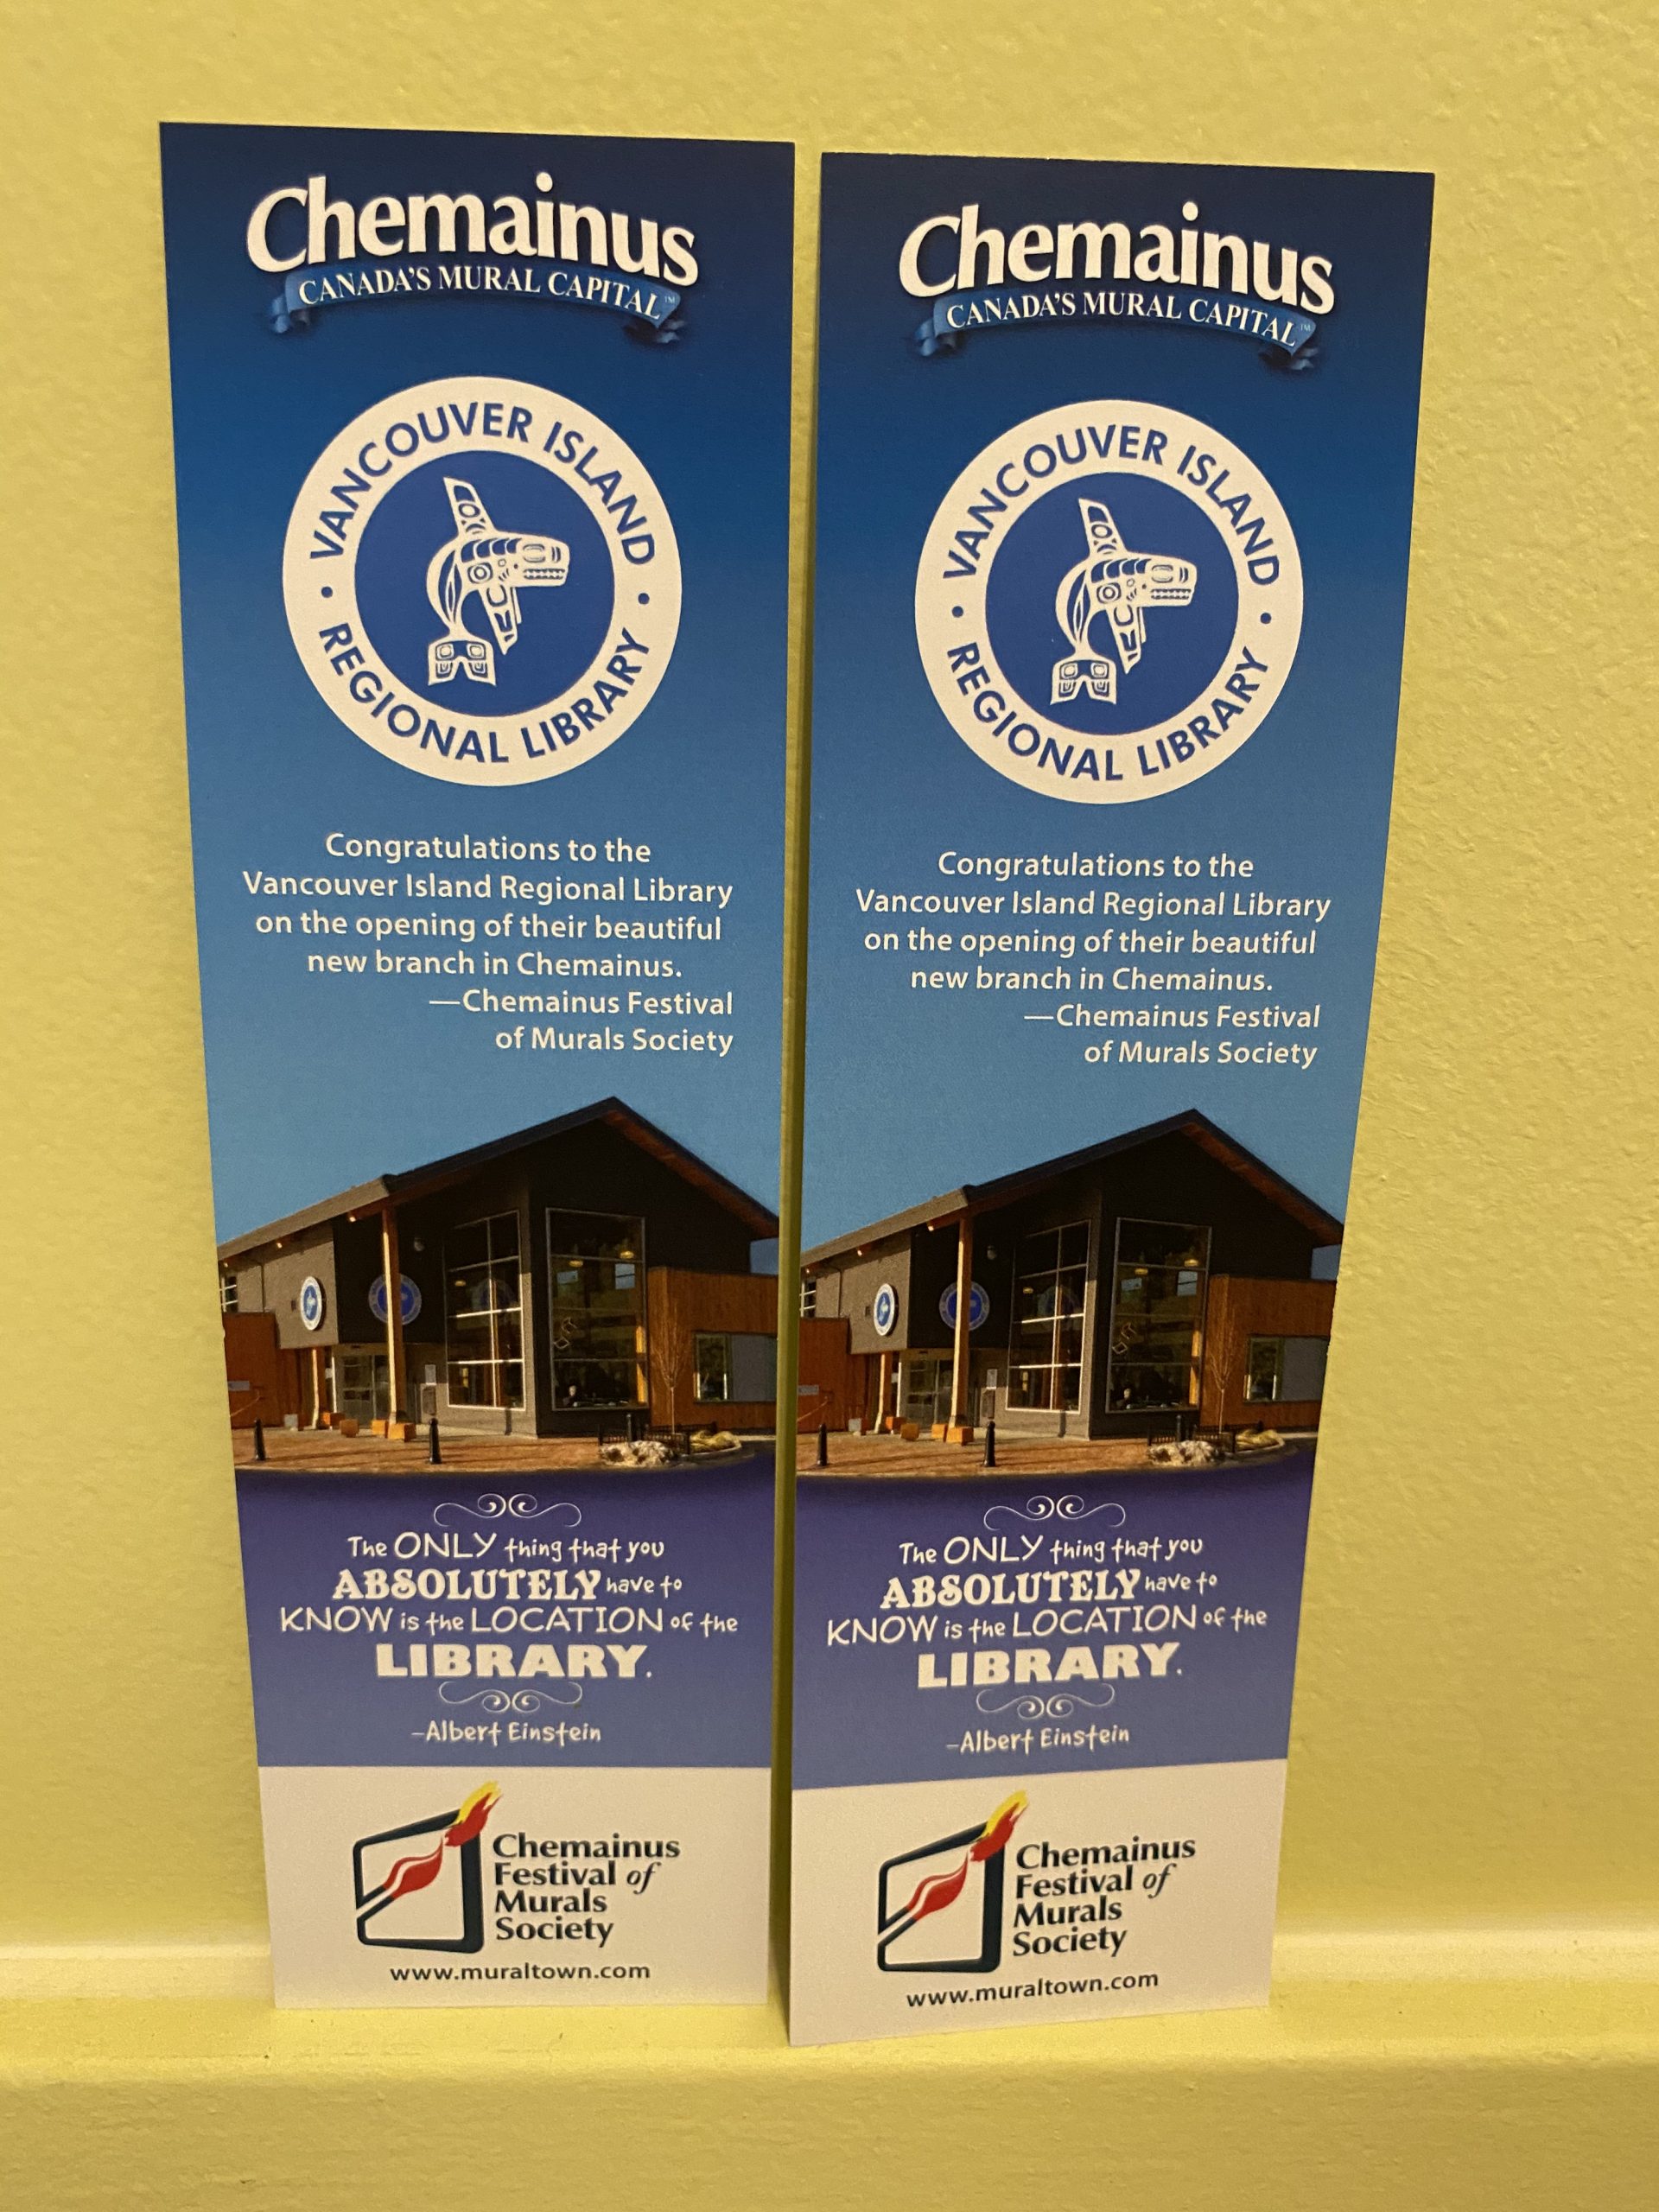 Chemainus
CANADA'S MURAL CAPITAL™
VANCOUVER ISLAND
• REGIONAL LIBRARY •
Congratulations to the
Vancouver Island Regional Library
on the opening of their beautiful
new branch in Chemainus.
—Chemainus Festival
of Murals Society
The ONLY thing that you
ABSOLUTELY have to
KNOW is the LOCATION of the
LIBRARY.
–Albert Einstein
Chemainus
Festival of
Murals
Society
www.muraltown.com
Chemainus
CANADA'S MURAL CAPITAL™
VANCOUVER ISLAND
• REGIONAL LIBRARY •
Congratulations to the
Vancouver Island Regional Library
on the opening of their beautiful
new branch in Chemainus.
—Chemainus Festival
of Murals Society
The ONLY thing that you
ABSOLUTELY have to
KNOW is the LOCATION of the
LIBRARY.
–Albert Einstein
Chemainus
Festival of
Murals
Society
www.muraltown.com